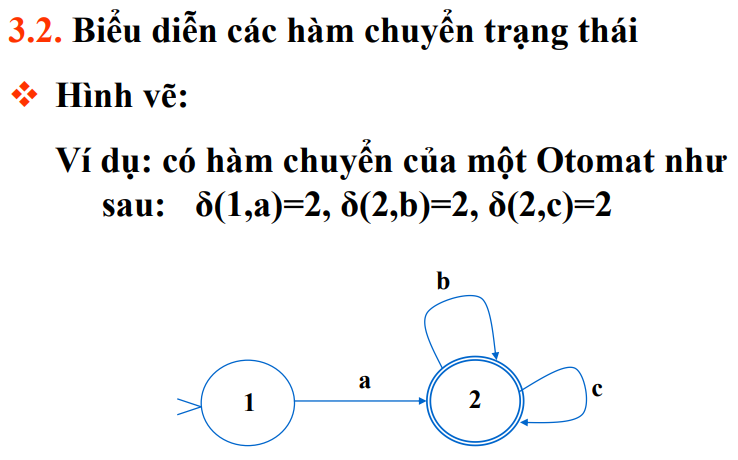 3.2. Biểu diễn các hàm chuyển trạng thái
Hình vẽ:
Ví dụ: có hàm chuyển của một Otomat như
sau: δ(1,a)=2, δ(2,b)=2, δ(2,c)=2
b
a
c
1
2